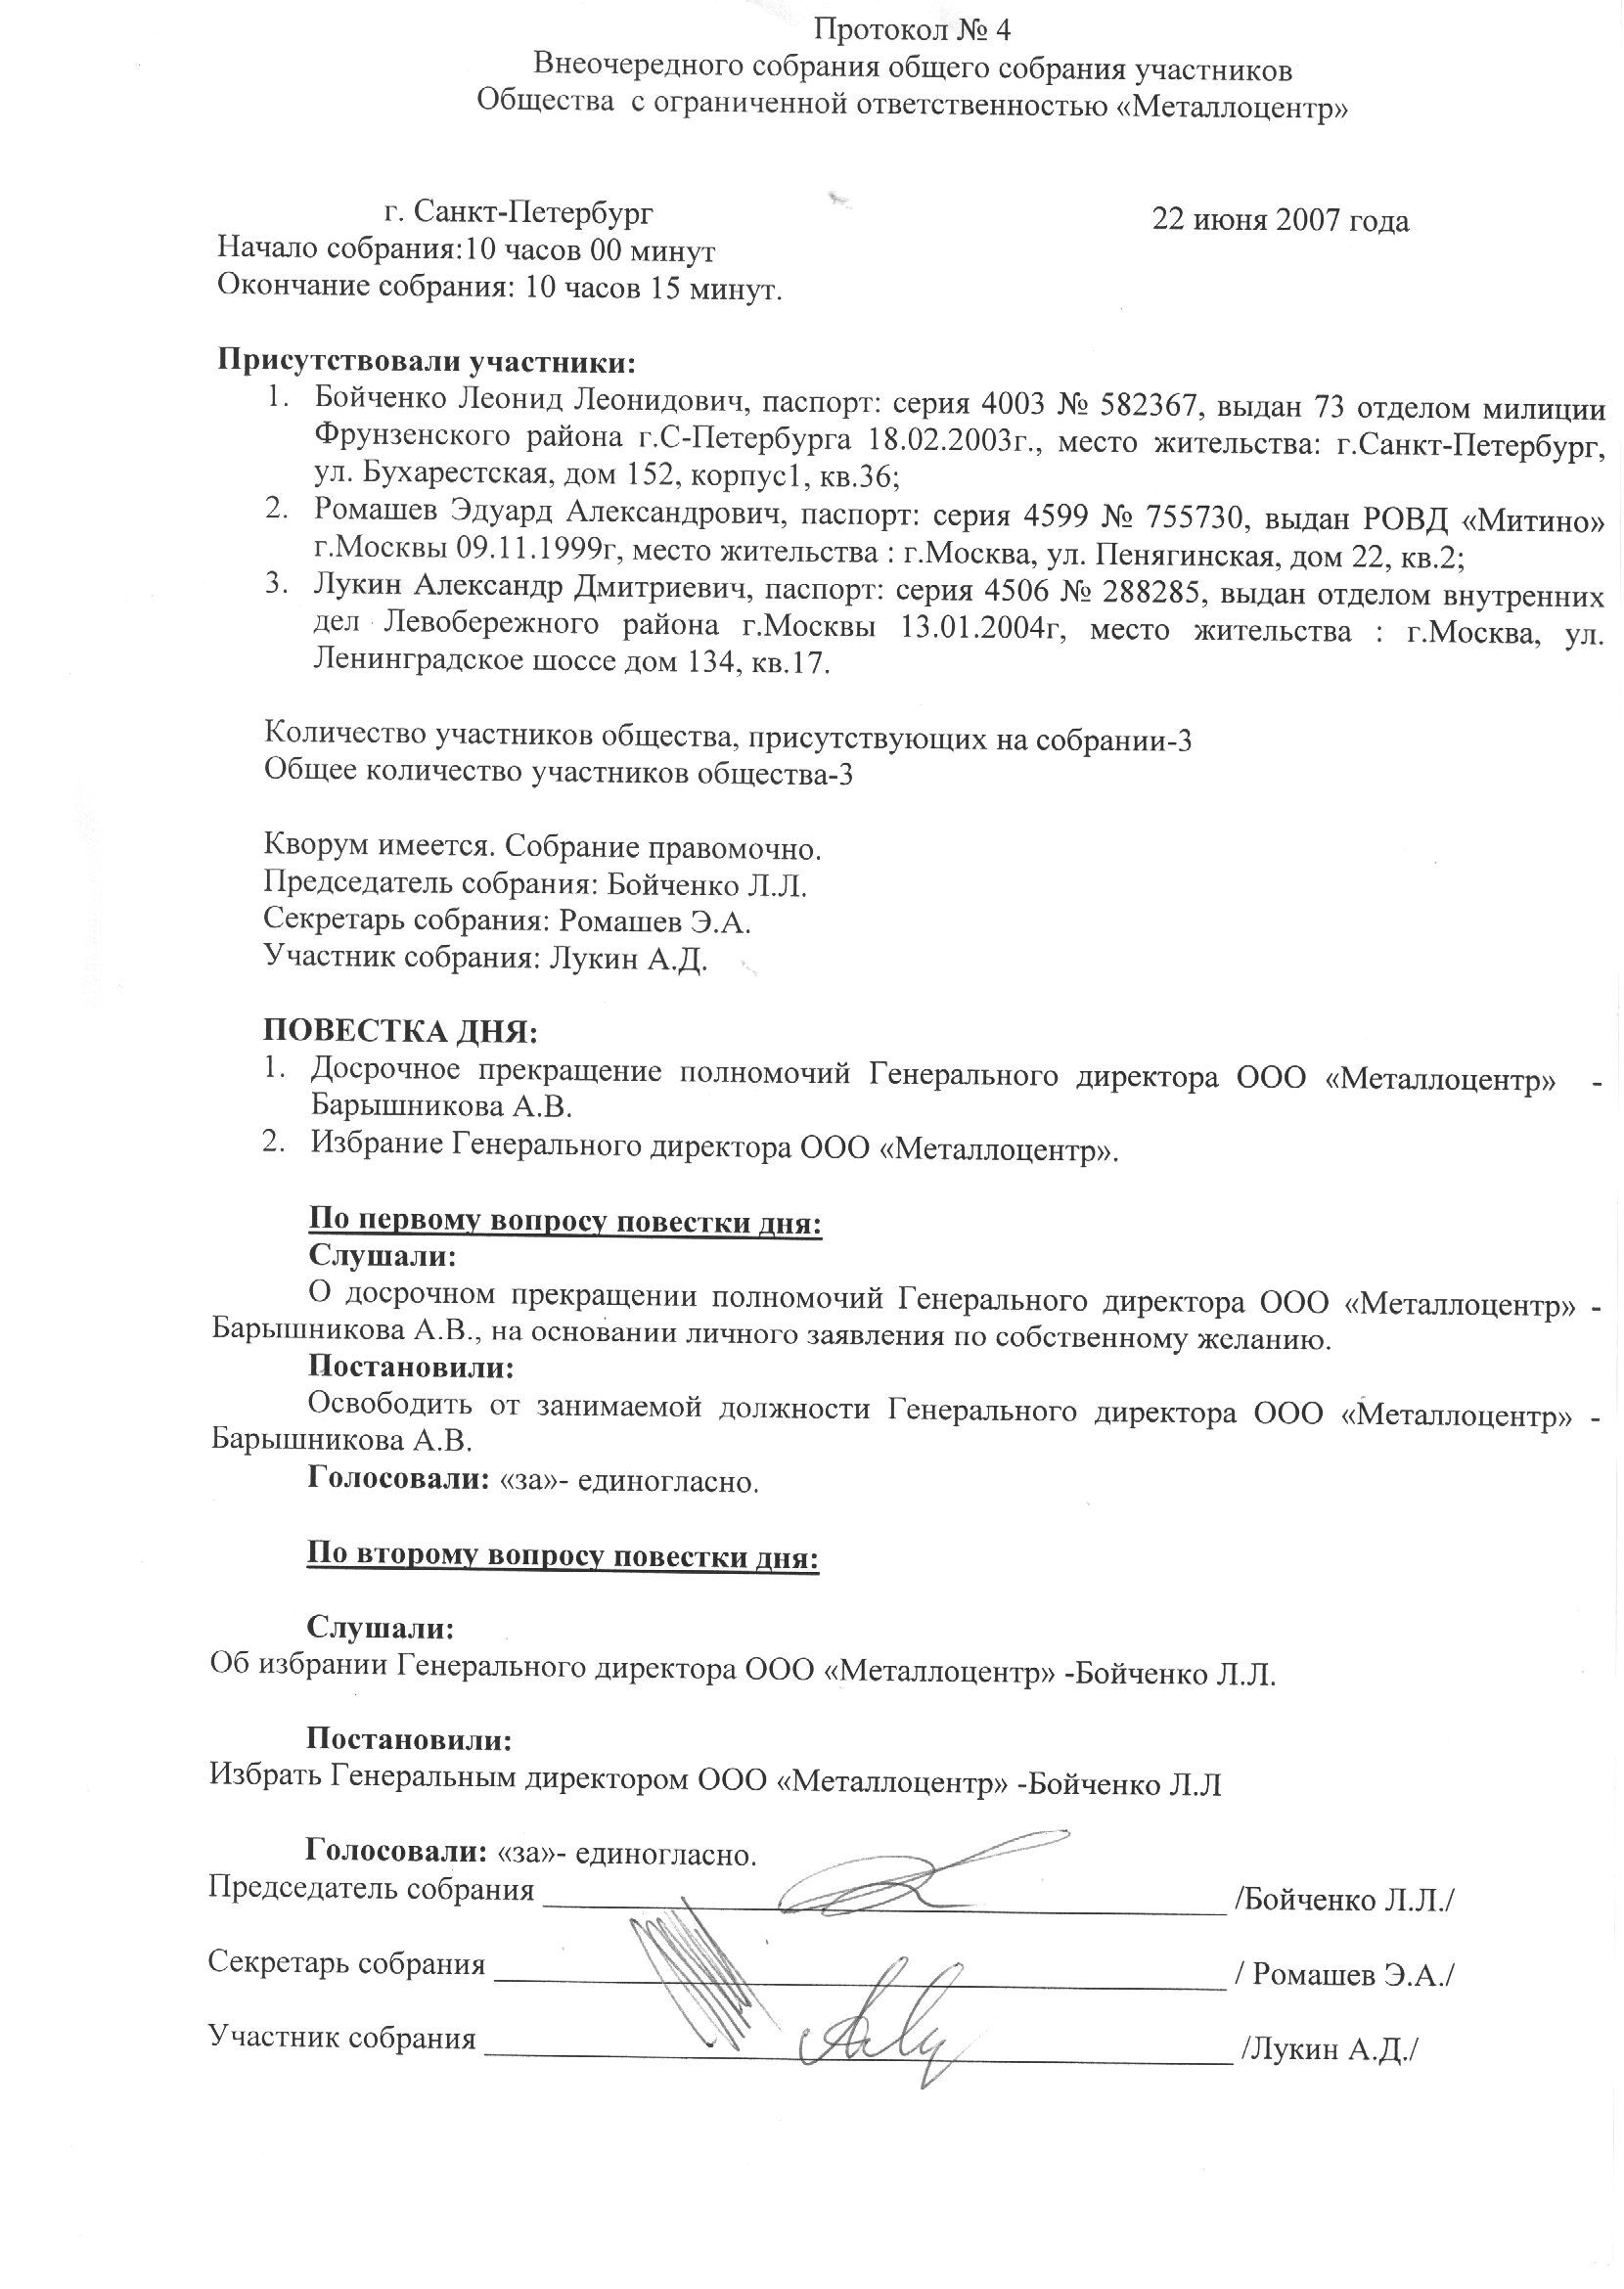 Протокол № 4
Внеочередного собрания общего собрания участников
Общества с ограниченной ответственностью «Металлоцентр»
г. Санкт-Петербург 22 июня 2007 года
Начало собрания:10 часов 00 минут
Окончание собрания: 10 часов 15 минут.
Присутствовали участники:
1. Бойченко Леонид Леонидович, паспорт: серия 4003 № 582367, выдан 73 отделом милиции
Фрунзенского района г.С-Петербурга 18.02.2003г., место жительства: г.Санкт-Петербург,
ул. Бухарестская, дом 152, корпус1, кв.36;
2. Ромашев Эдуард Александрович, паспорт: серия 4599 № 755730, выдан РОВД «Митино»
г.Москвы 09.11.1999г, место жительства : г.Москва, ул. Пенягинская, дом 22, кв.2;
3. Лукин Александр Дмитриевич, паспорт: серия 4506 № 288285, выдан отделом внутренних
дел Левобережного района г.Москвы 13.01.2004г, место жительства : г.Москва, ул.
Ленинградское шоссе дом 134, кв.17.
Количество участников общества, присутствующих на собрании-3
Общее количество участников общества-3
Кворум имеется. Собрание правомочно.
Председатель собрания: Бойченко Л.Л.
Секретарь собрания: Ромашев Э.А.
Участник собрания: Лукин А.Д.
ПОВЕСТКА ДНЯ:
1. Досрочное прекращение полномочий Генерального директора ООО «Металлоцентр» -
Барышникова А.В.
2. Избрание Генерального директора ООО «Металлоцентр».
По первому вопросу повестки дня:
Слушали:
О досрочном прекращении полномочий Генерального директора ООО «Металлоцентр» -
Барышникова А.В., на основании личного заявления по собственному желанию.
Постановили:
Освободить от занимаемой должности Генерального директора ООО «Металлоцентр» -
Барышникова А.В.
Голосовали: «за»- единогласно.
По второму вопросу повестки дня:
Слушали:
Об избрании Генерального директора ООО «Металлоцентр» -Бойченко Л.Л.
Постановили:
Избрать Генеральным директором ООО «Металлоцентр» -Бойченко Л.Л
Голосовали: «за»- единогласно.
Председатель собрания /Бойченко Л.Л./
Секретарь собрания / Ромашев Э.А./
Участник собрания /Лукин А.Д./